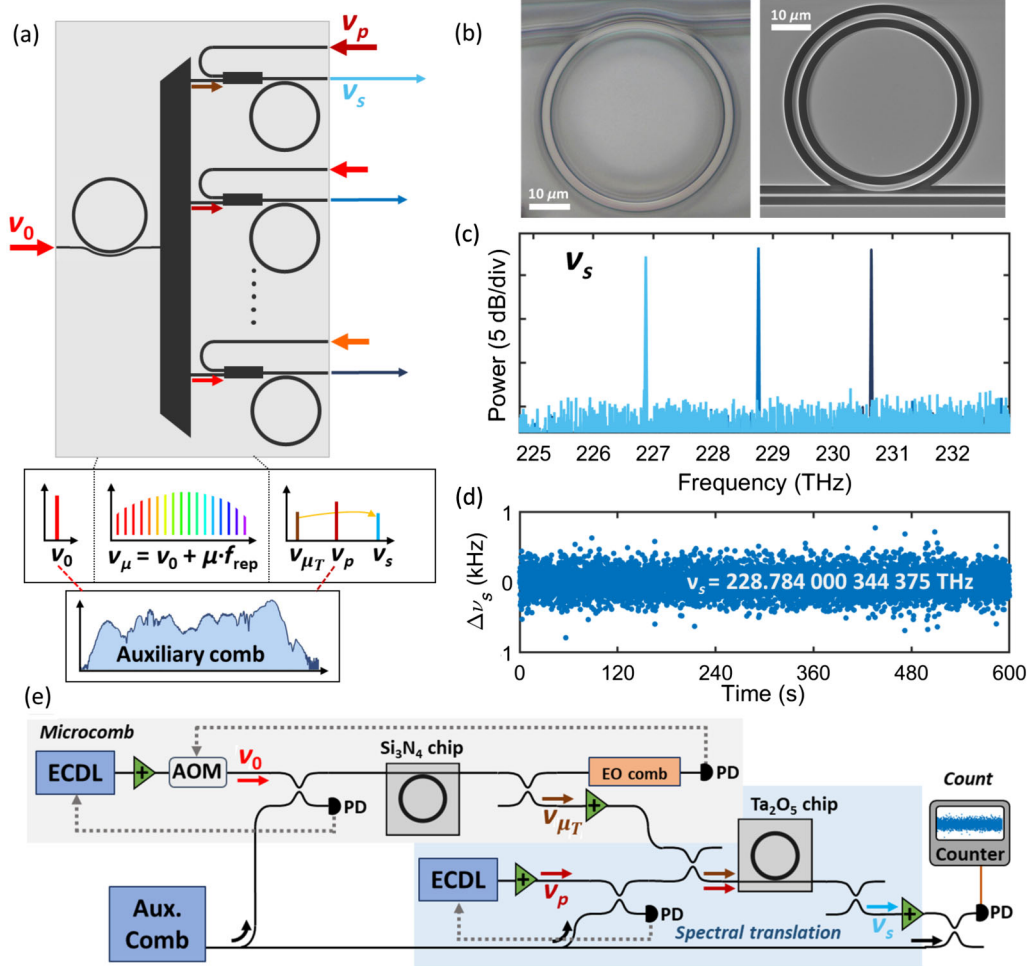 (a)
ν_p
ν_s
ν_0
ν_0
ν_μ = ν_0 + μ·f_rep
ν_μT ν_p ν_s
Auxiliary comb
(b)
10 μm
10 μm
(c)
ν_s
Power (5 dB/div)
225 226 227 228 229 230 231 232
Frequency (THz)
(d)
Δν_s (kHz)
1
0
1
ν_s = 228.784 000 344 375 THz
0 120 240 360 480 600
Time (s)
(e)
Microcomb
ECDL
+
AOM
ν_0
PD
Si₃N₄ chip
EO comb
PD
ν_μT
+
Ta₂O₅ chip
Count
Counter
ECDL
+
ν_p
PD
ν_s
+
PD
Aux.
Comb
Spectral translation